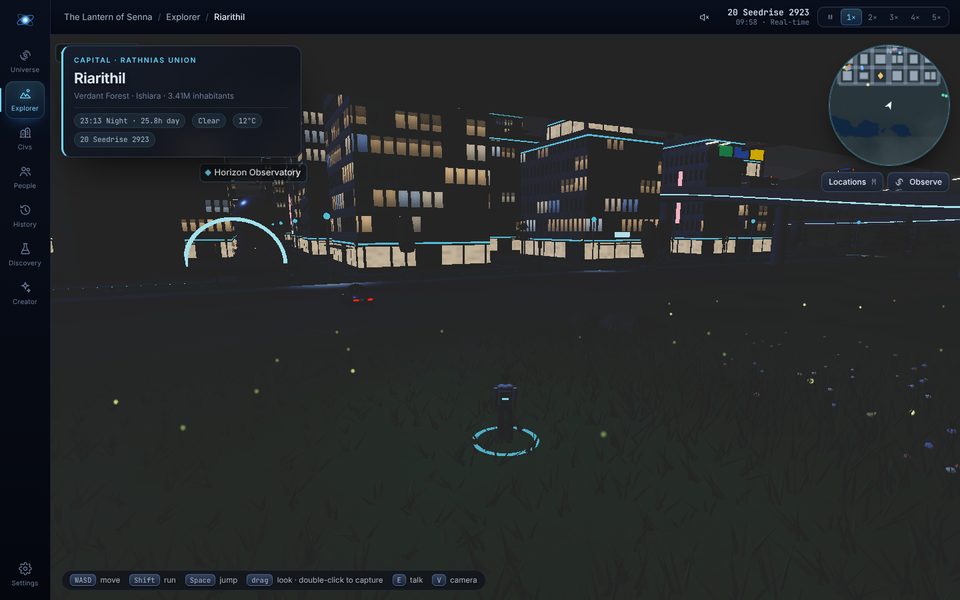 The Lantern of Senna / Explorer / Riarithil
20 Seedrise 2923
09:58 · Real-time
1× 2× 3× 4× 5×
Universe
Explorer
Civs
People
History
Discovery
Creator
Settings
CAPITAL · RATHNIAS UNION
Riarithil
Verdant Forest · Ishiara · 3.41M inhabitants
23:13 Night · 25.8h day
Clear
12°C
20 Seedrise 2923
Horizon Observatory
Locations M
Observe
WASD move Shift run Space jump drag look · double-click to capture E talk V camera